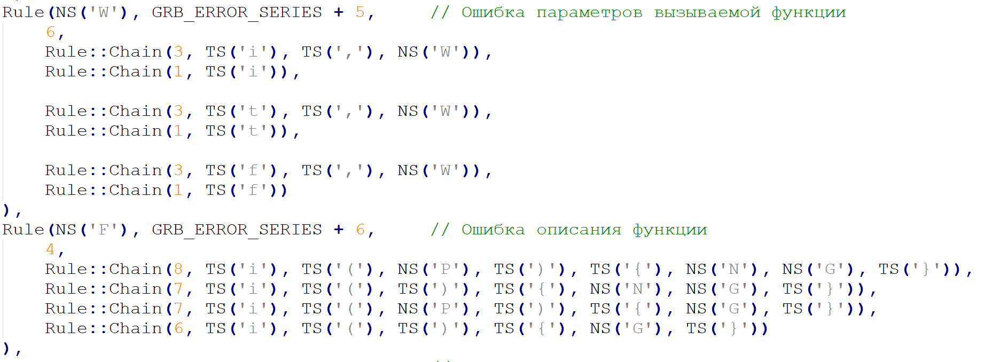 Rule(NS('W'), GRB_ERROR_SERIES + 5,     // Ошибка параметров вызываемой функции
    6,
    Rule::Chain(3, TS('i'), TS(','), NS('W')),
    Rule::Chain(1, TS('i')),
    Rule::Chain(3, TS('t'), TS(','), NS('W')),
    Rule::Chain(1, TS('t')),
    Rule::Chain(3, TS('f'), TS(','), NS('W')),
    Rule::Chain(1, TS('f'))
),
Rule(NS('F'), GRB_ERROR_SERIES + 6,     // Ошибка описания функции
    4,
    Rule::Chain(8, TS('i'), TS('('), NS('P'), TS(')'), TS('{'), NS('N'), NS('G'), TS('}')),
    Rule::Chain(7, TS('i'), TS('('), TS(')'), TS('{'), NS('N'), NS('G'), TS('}')),
    Rule::Chain(7, TS('i'), TS('('), NS('P'), TS(')'), TS('{'), NS('G'), TS('}')),
    Rule::Chain(6, TS('i'), TS('('), TS(')'), TS('{'), NS('G'), TS('}'))
),